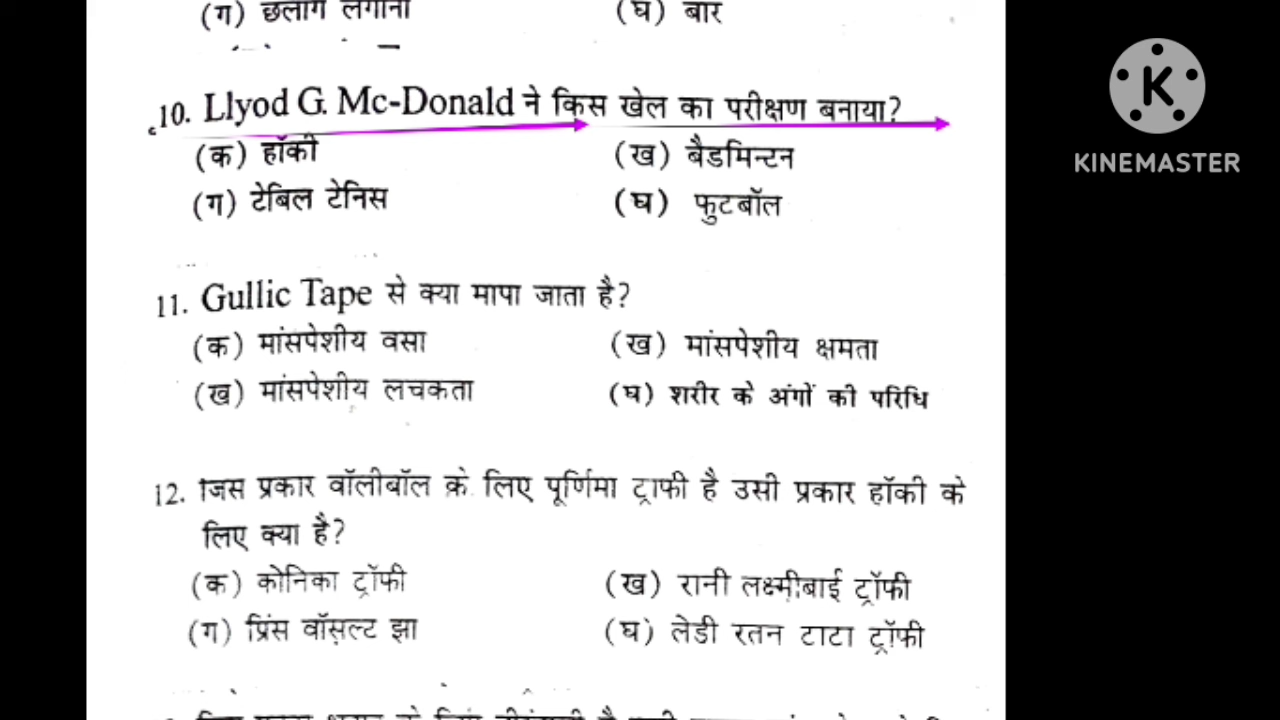 (ग) छलांग लगाना (घ) बार
10. Llyod G. Mc-Donald ने किस खेल का परीक्षण बनाया?
(क) हॉकी (ख) बैडमिन्टन
(ग) टेबिल टेनिस (घ) फुटबॉल
KINEMASTER
11. Gullic Tape से क्या मापा जाता है?
(क) मांसपेशीय वसा (ख) मांसपेशीय क्षमता
(ख) मांसपेशीय लचकता (घ) शरीर के अंगों की परिधि
12. जिस प्रकार वॉलीबॉल के लिए पूर्णिमा ट्राफी है उसी प्रकार हॉकी के
लिए क्या है?
(क) कोनिका ट्रॉफी (ख) रानी लक्ष्मीबाई ट्रॉफी
(ग) प्रिंस वॉसल्ट झा (घ) लेडी रतन टाटा ट्रॉफी